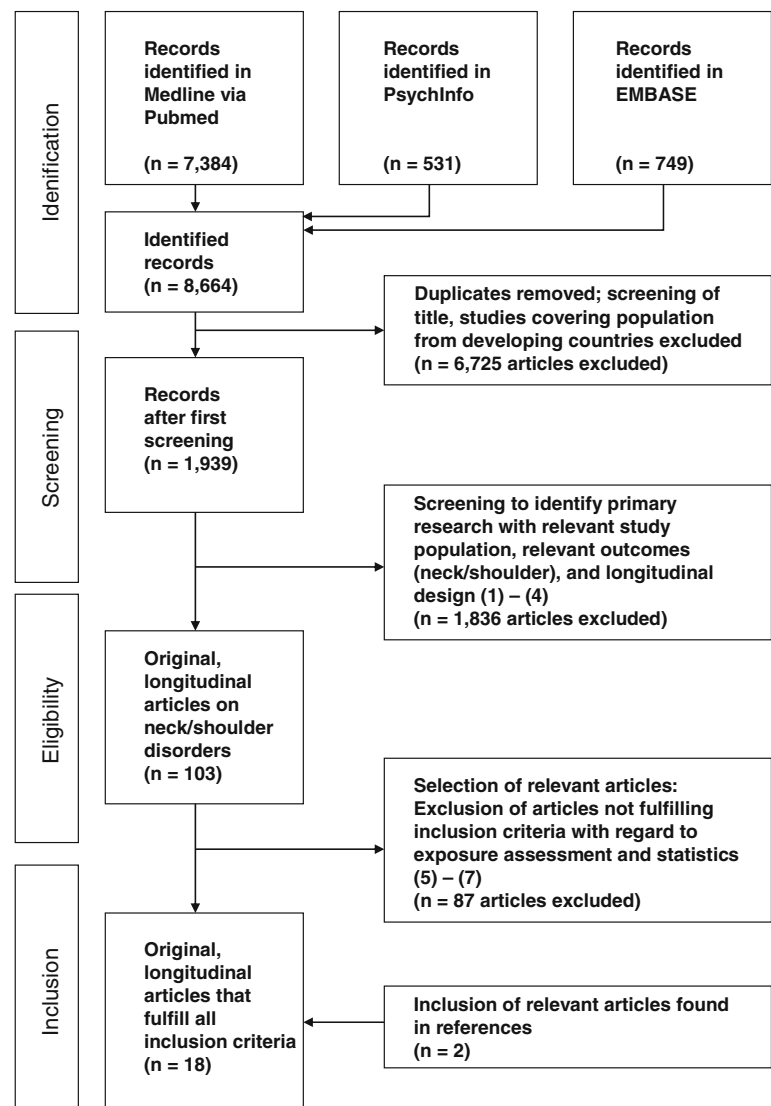 Idenification
Records
identified in
Medline via
Pubmed
(n = 7,384)
Records
identified in
PsychInfo
(n = 531)
Records
identified in
EMBASE
(n = 749)
Identified
records
(n = 8,664)
Duplicates removed; screening of
title, studies covering population
from developing countries excluded
(n = 6,725 articles excluded)
Screening
Records
after first
screening
(n = 1,939)
Screening to identify primary
research with relevant study
population, relevant outcomes
(neck/shoulder), and longitudinal
design (1) – (4)
(n = 1,836 articles excluded)
Eligibility
Original,
longitudinal
articles on
neck/shoulder
disorders
(n = 103)
Selection of relevant articles:
Exclusion of articles not fulfilling
inclusion criteria with regard to
exposure assessment and statistics
(5) – (7)
(n = 87 articles excluded)
Inclusion
Original,
longitudinal
articles that
fulfill all
inclusion criteria
(n = 18)
Inclusion of relevant articles found
in references
(n = 2)